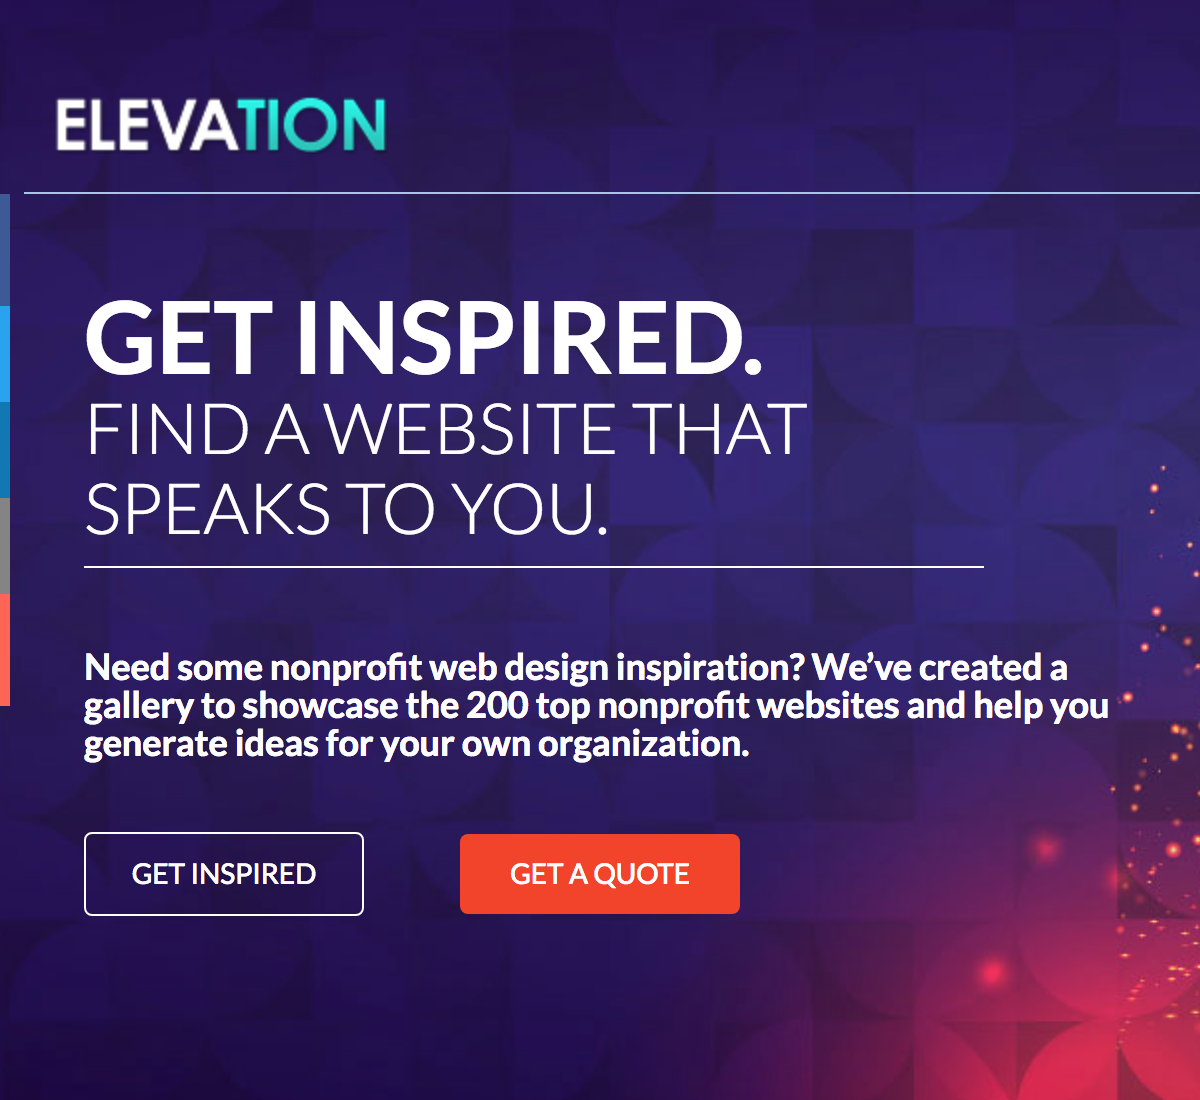 ELEVATION
GET INSPIRED.
FIND A WEBSITE THAT
SPEAKS TO YOU.
Need some nonprofit web design inspiration? We’ve created a
gallery to showcase the 200 top nonprofit websites and help you
generate ideas for your own organization.
GET INSPIRED
GET A QUOTE